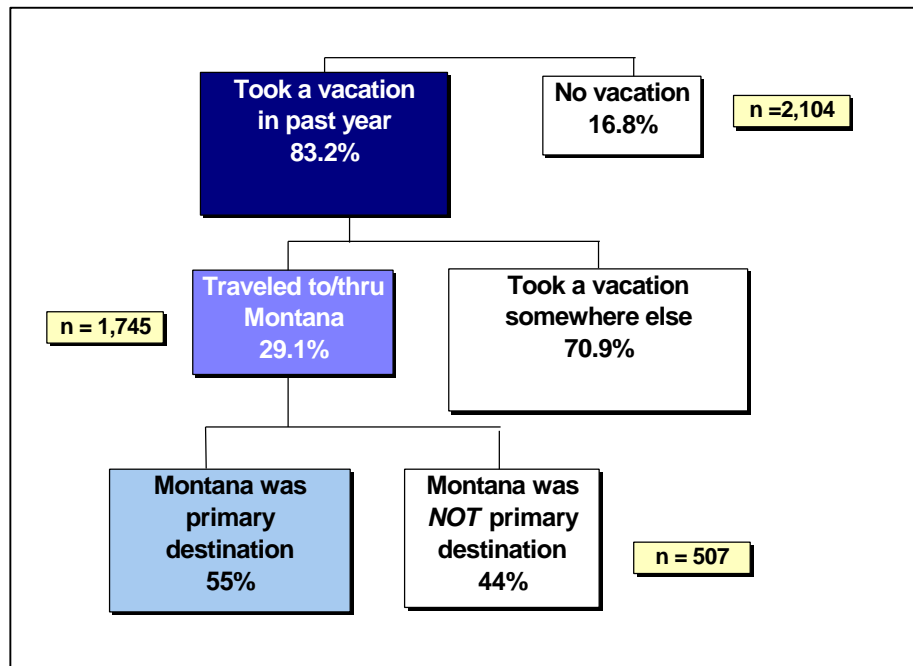 Took a vacation
in past year
83.2%
No vacation
16.8%
n =2,104
Traveled to/thru
Montana
29.1%
Took a vacation
somewhere else
70.9%
n = 1,745
Montana was
primary
destination
55%
Montana was
NOT primary
destination
44%
n = 507